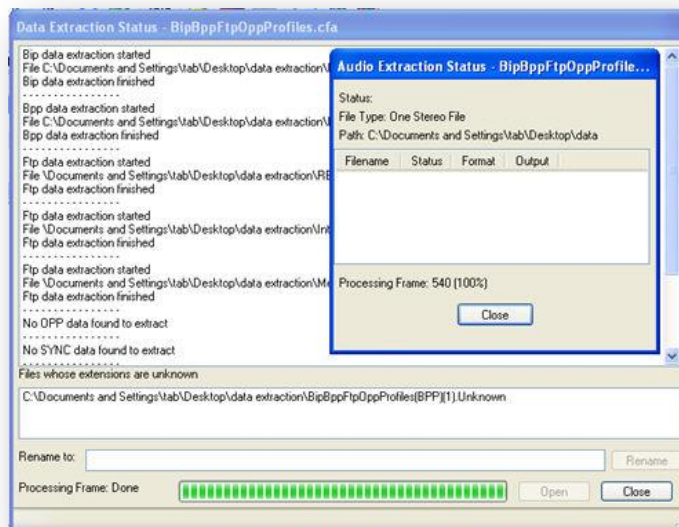 Data Extraction Status - BipBppFtpOppProfiles.cfa
Bip data extraction started
File C:\Documents and Settings\tab\Desktop\data extraction\
Bip data extraction finished
- - - - - - - - - - - - - - - -
Bpp data extraction started
File C:\Documents and Settings\tab\Desktop\data extraction\
Bpp data extraction finished
- - - - - - - - - - - - - - - -
Ftp data extraction started
File \Documents and Settings\tab\Desktop\data extraction\RE
Ftp data extraction finished
- - - - - - - - - - - - - - - -
Ftp data extraction started
File \Documents and Settings\tab\Desktop\data extraction\Int
Ftp data extraction finished
- - - - - - - - - - - - - - - -
Ftp data extraction started
File \Documents and Settings\tab\Desktop\data extraction\Me
Ftp data extraction finished
- - - - - - - - - - - - - - - -
No OPP data found to extract
- - - - - - - - - - - - - - - -
No SYNC data found to extract
- - - - - - - - - - - - - - - -
Audio Extraction Status - BipBppFtpOppProfile...
Status:
File Type: One Stereo File
Path: C:\Documents and Settings\tab\Desktop\data
Filename Status Format Output
Processing Frame: 540 (100%)
Close
Files whose extensions are unknown
C:\Documents and Settings\tab\Desktop\data extraction\BipBppFtpOppProfiles(BPP)(1).Unknown
Rename to: Rename
Processing Frame: Done Open Close